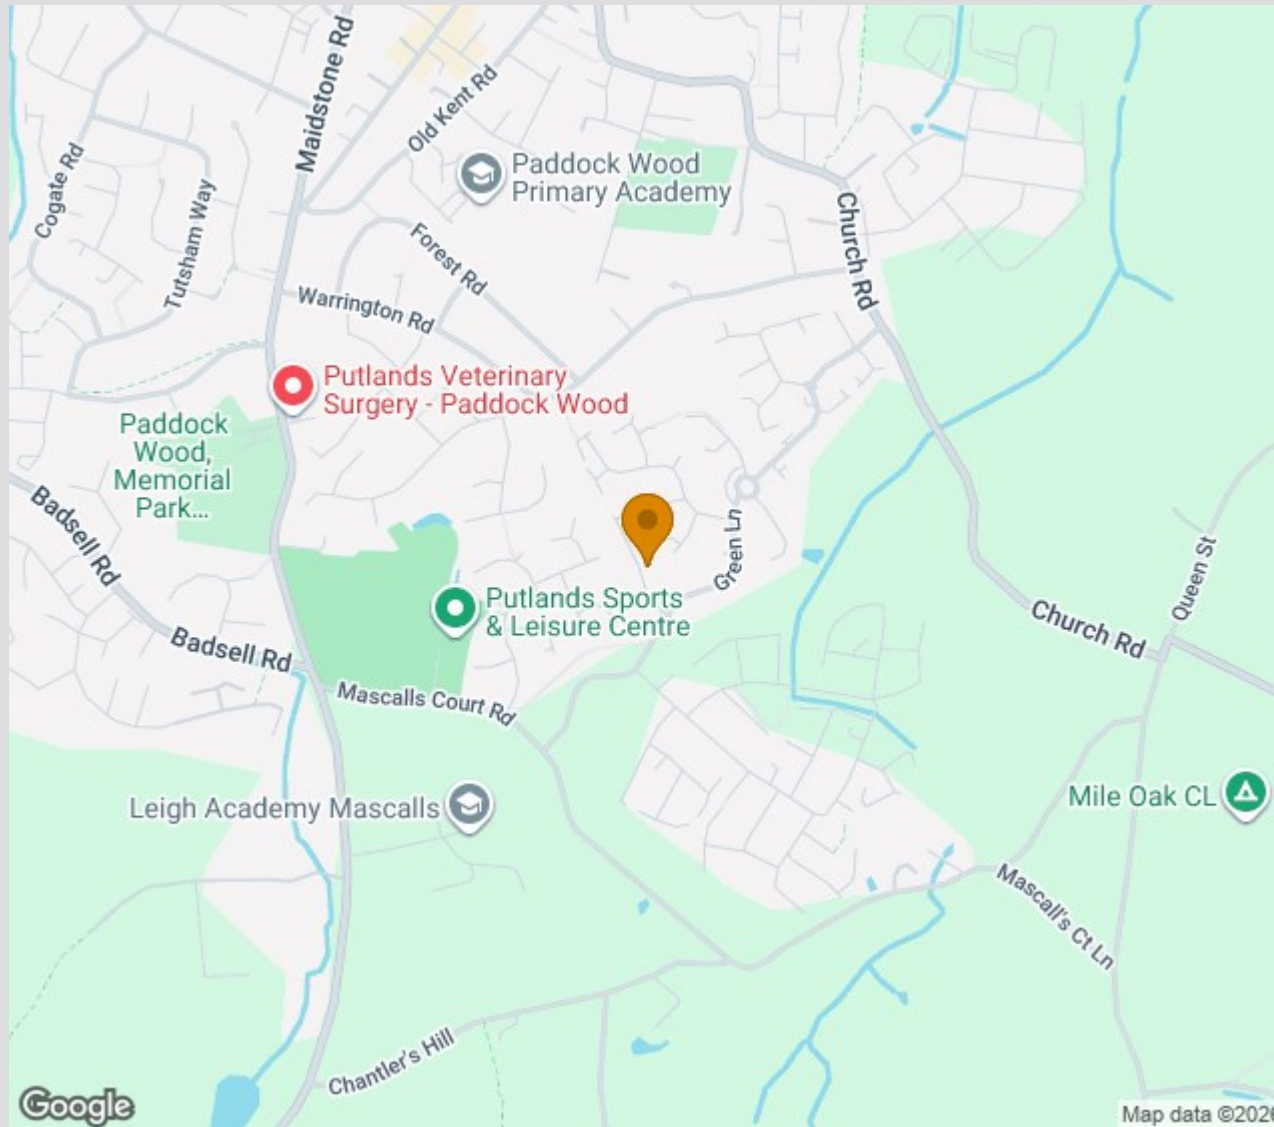 Maidstone Rd
Old Kent Rd
Cogate Rd
Tutsham Way
Paddock Wood
Primary Academy
Church Rd
Forest Rd
Warrington Rd
Putlands Veterinary
Surgery - Paddock Wood
Paddock
Wood,
Memorial
Park...
Badsell Rd
Green Ln
Queen St
Putlands Sports
& Leisure Centre
Church Rd
Badsell Rd
Mascalls Court Rd
Leigh Academy Mascalls
Mile Oak CL
Mascall's Ct Ln
Chantler's Hill
Google
Map data ©2026